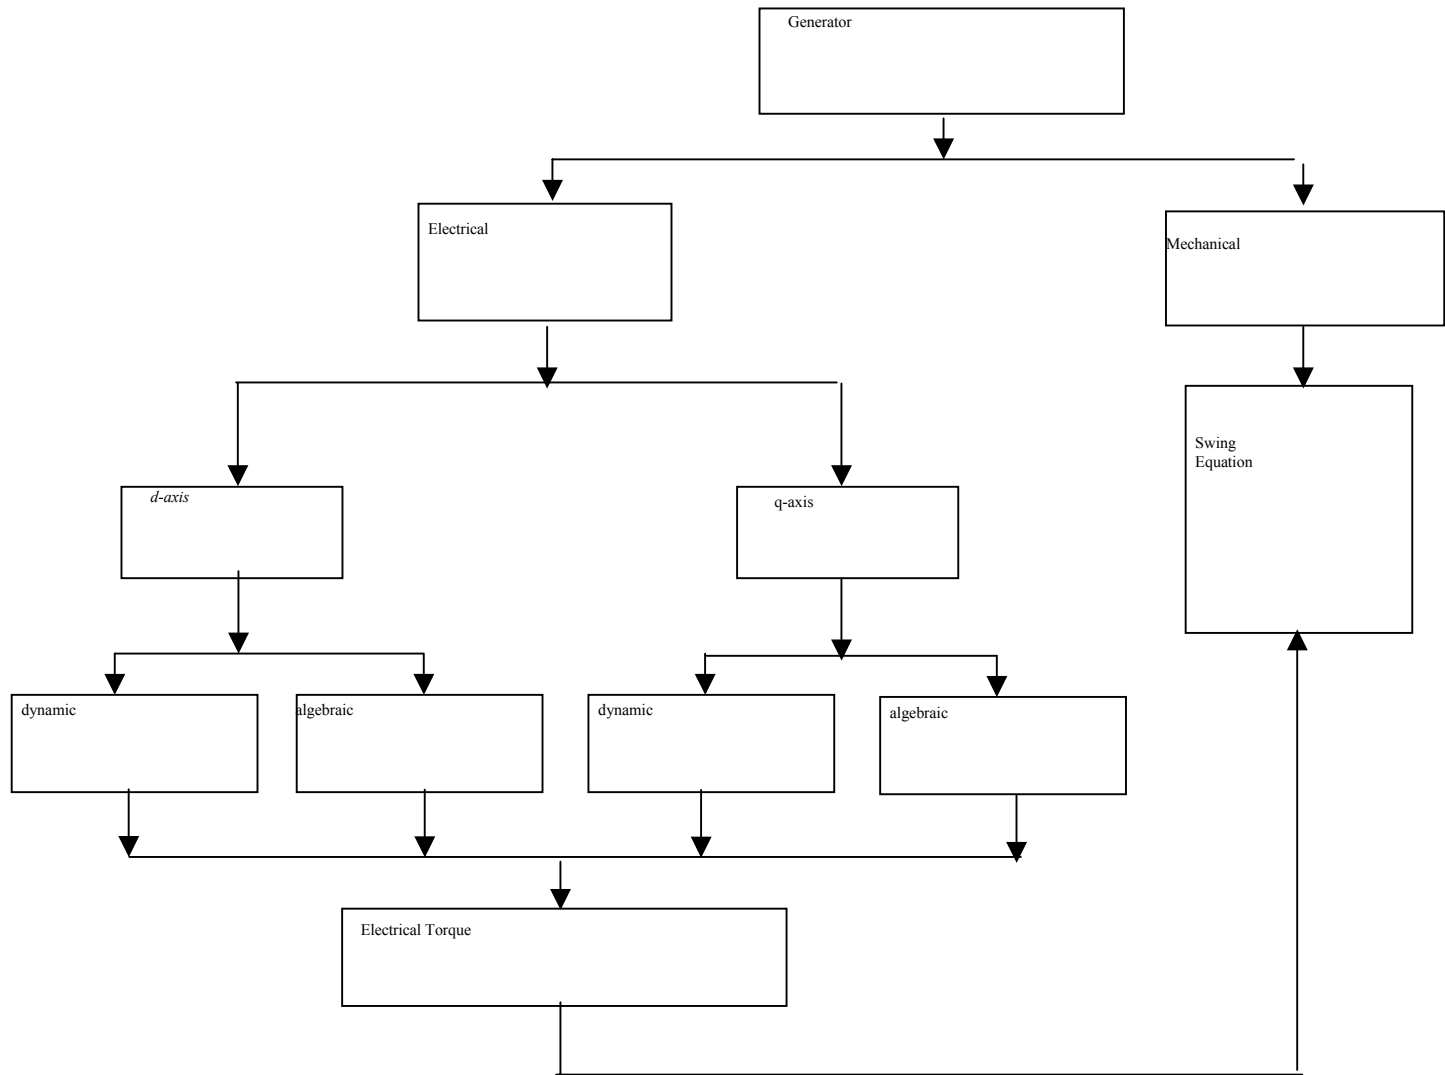 Generator
Electrical
Mechanical
Swing
Equation
d-axis
q-axis
dynamic
algebraic
dynamic
algebraic
Electrical Torque